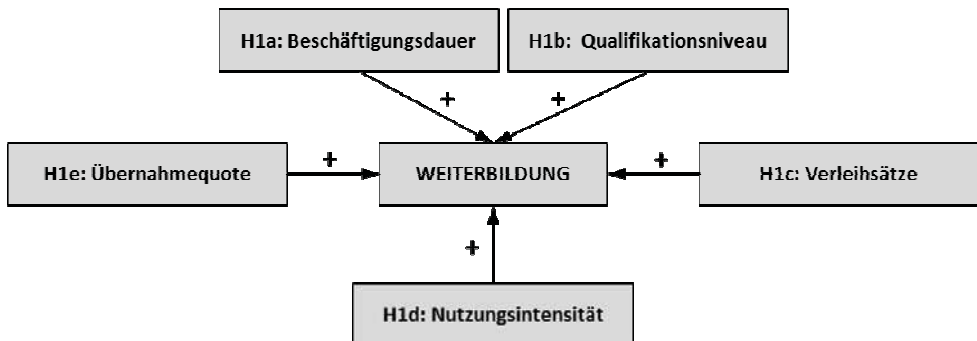 H1a: Beschäftigungsdauer
H1b: Qualifikationsniveau
+
+
H1e: Übernahmequote
+
WEITERBILDUNG
+
H1c: Verleihsätze
+
H1d: Nutzungsintensität